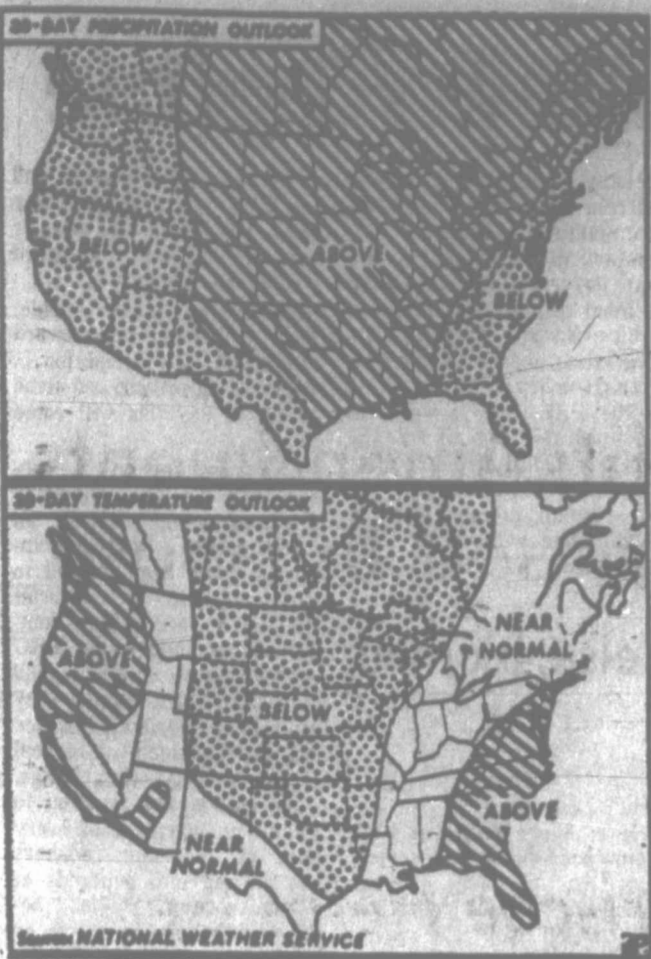 30-DAY PRECIPITATION OUTLOOK
BELOW
ABOVE
BELOW
30-DAY TEMPERATURE OUTLOOK
NEAR
NORMAL
ABOVE
BELOW
ABOVE
NEAR
NORMAL
Source: NATIONAL WEATHER SERVICE